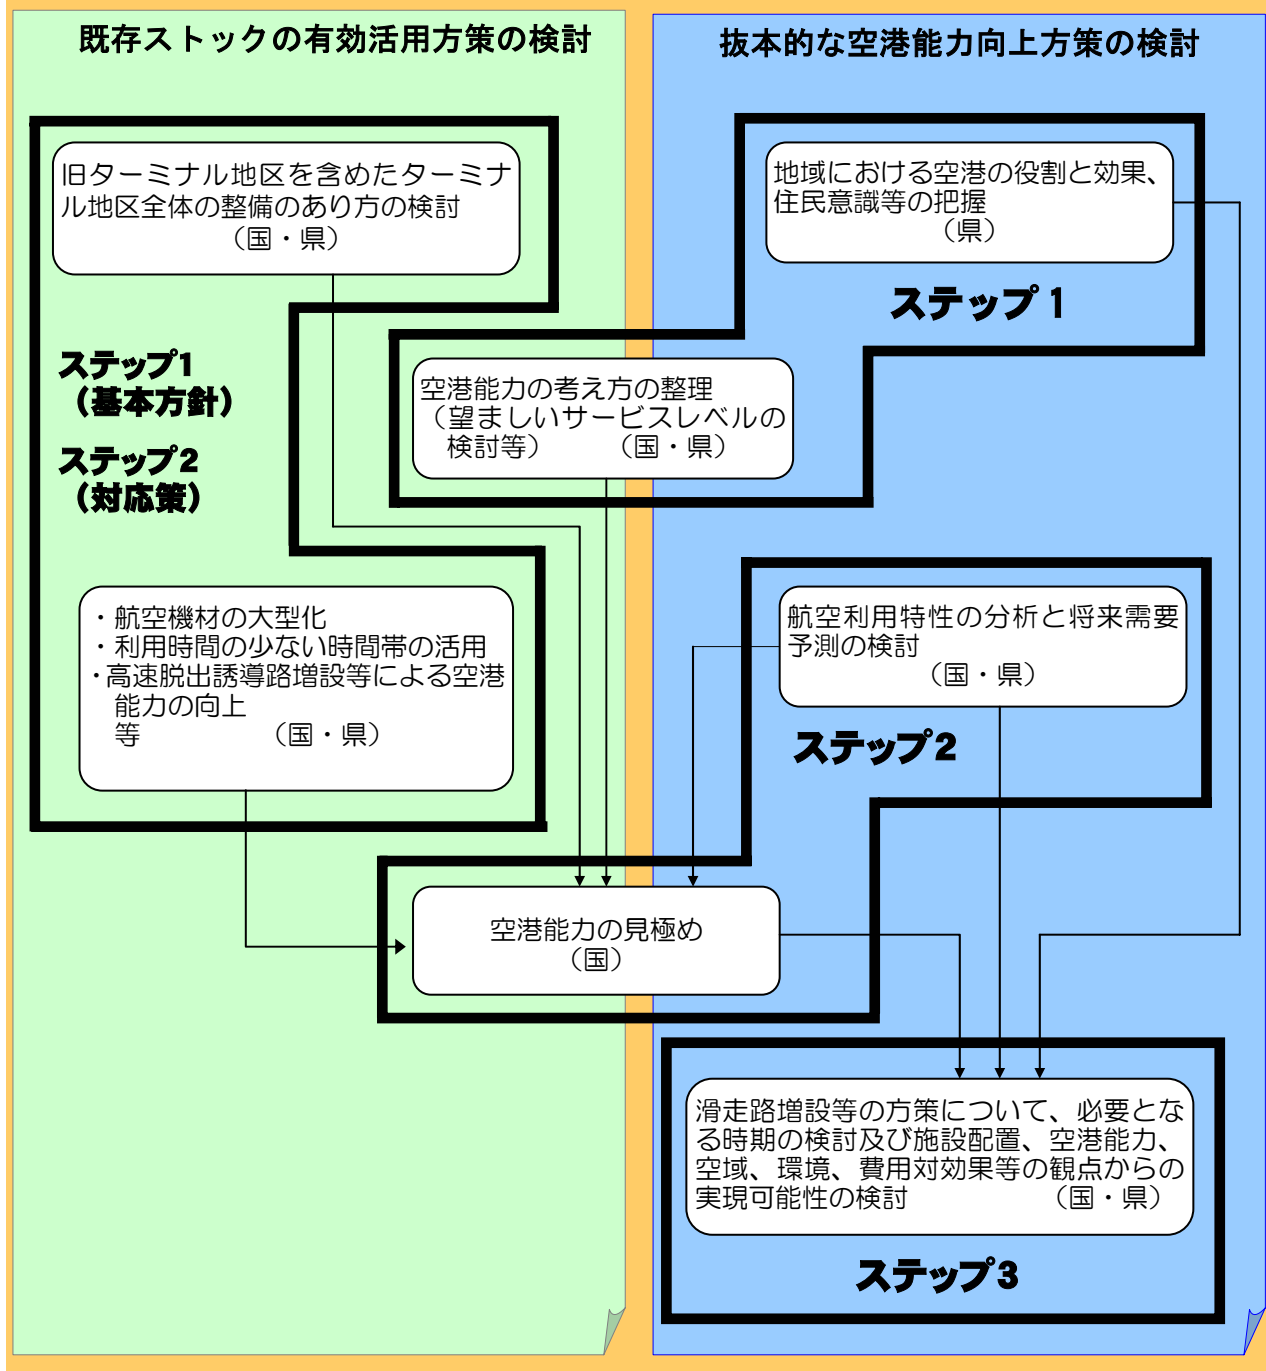 既存ストックの有効活用方策の検討
旧ターミナル地区を含めたターミナ
ル地区全体の整備のあり方の検討
（国・県）
ステップ1
（基本方針）
ステップ2
（対応策）
・航空機材の大型化
・利用時間の少ない時間帯の活用
・高速脱出誘導路増設等による空港
能力の向上
等　（国・県）
抜本的な空港能力向上方策の検討
地域における空港の役割と効果、
住民意識等の把握
（県）
ステップ1
空港能力の考え方の整理
（望ましいサービスレベルの
検討等）　（国・県）
航空利用特性の分析と将来需要
予測の検討
（国・県）
ステップ2
空港能力の見極め
（国）
滑走路増設等の方策について、必要とな
る時期の検討及び施設配置、空港能力、
空域、環境、費用対効果等の観点からの
実現可能性の検討　（国・県）
ステップ3